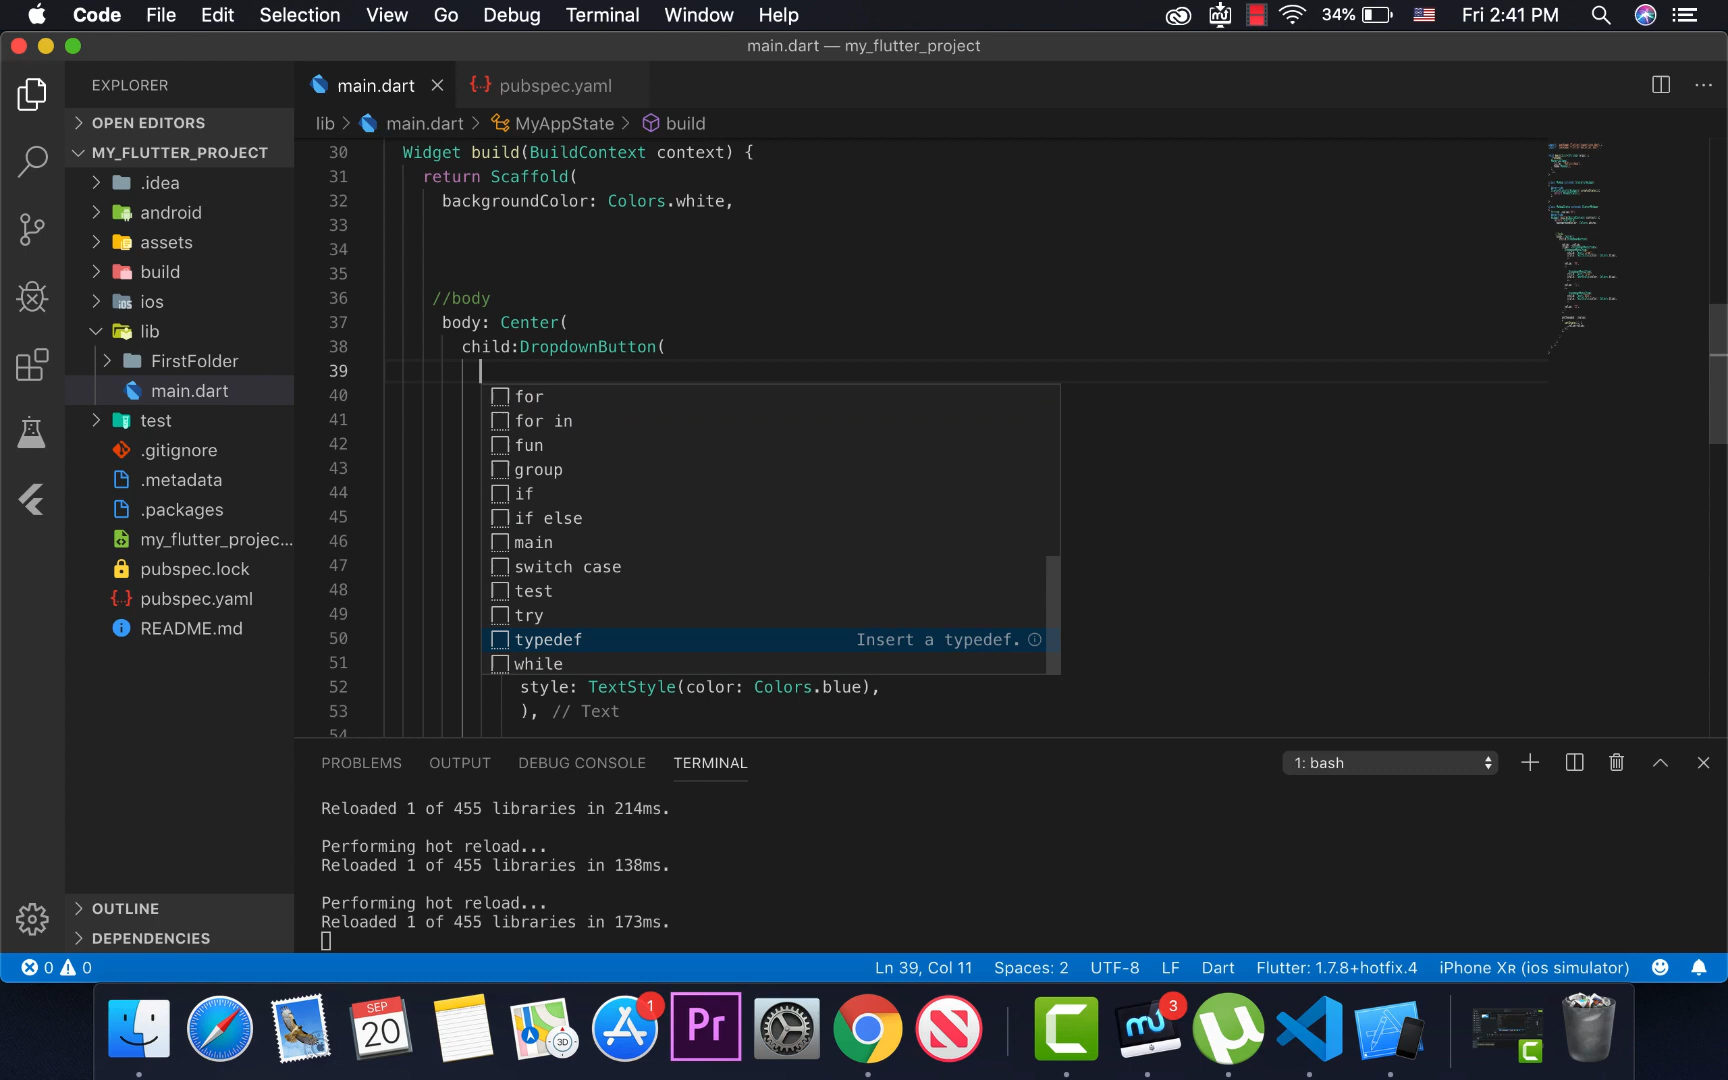 Code File Edit Selection View Go Debug Terminal Window Help 34% Fri 2:41 PM
main.dart — my_flutter_project
EXPLORER
OPEN EDITORS
MY_FLUTTER_PROJECT
.idea
android
assets
build
ios
lib
FirstFolder
main.dart
test
.gitignore
.metadata
.packages
my_flutter_projec...
pubspec.lock
pubspec.yaml
README.md
OUTLINE
DEPENDENCIES
main.dart pubspec.yaml
lib > main.dart > MyAppState > build
30 Widget build(BuildContext context) {
31 return Scaffold(
32 backgroundColor: Colors.white,
33
34
35
36 //body
37 body: Center(
38 child:DropdownButton(
39
40 for
41 for in
42 fun
43 group
44 if
45 if else
46 main
47 switch case
48 test
49 try
50 typedef Insert a typedef.
51 while
52 style: TextStyle(color: Colors.blue),
53 ), // Text
54
PROBLEMS OUTPUT DEBUG CONSOLE TERMINAL 1: bash
Reloaded 1 of 455 libraries in 214ms.
Performing hot reload...
Reloaded 1 of 455 libraries in 138ms.
Performing hot reload...
Reloaded 1 of 455 libraries in 173ms.
0 0 Ln 39, Col 11 Spaces: 2 UTF-8 LF Dart Flutter: 1.7.8+hotfix.4 iPhone XR (ios simulator)
SEP
20
3D
1
Pr
3